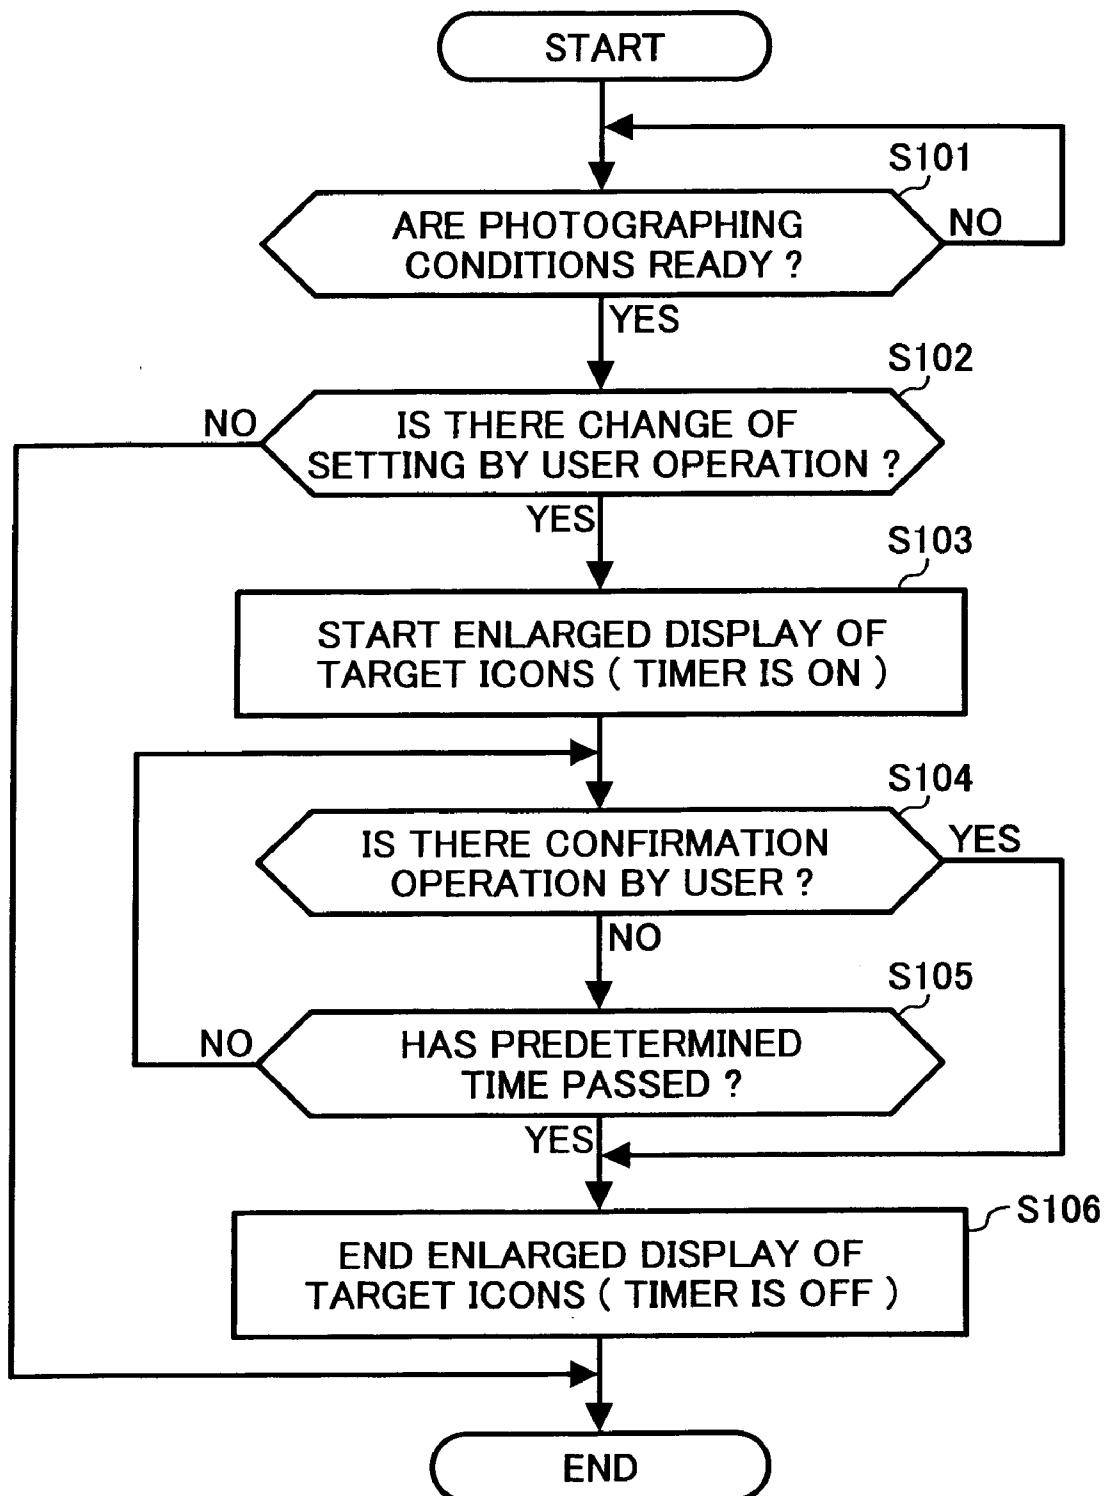 START
S101
ARE PHOTOGRAPHING
CONDITIONS READY ?
NO
YES
S102
NO
IS THERE CHANGE OF
SETTING BY USER OPERATION ?
YES
S103
START ENLARGED DISPLAY OF
TARGET ICONS ( TIMER IS ON )
S104
IS THERE CONFIRMATION
OPERATION BY USER ?
YES
NO
S105
NO
HAS PREDETERMINED
TIME PASSED ?
YES
S106
END ENLARGED DISPLAY OF
TARGET ICONS ( TIMER IS OFF )
END